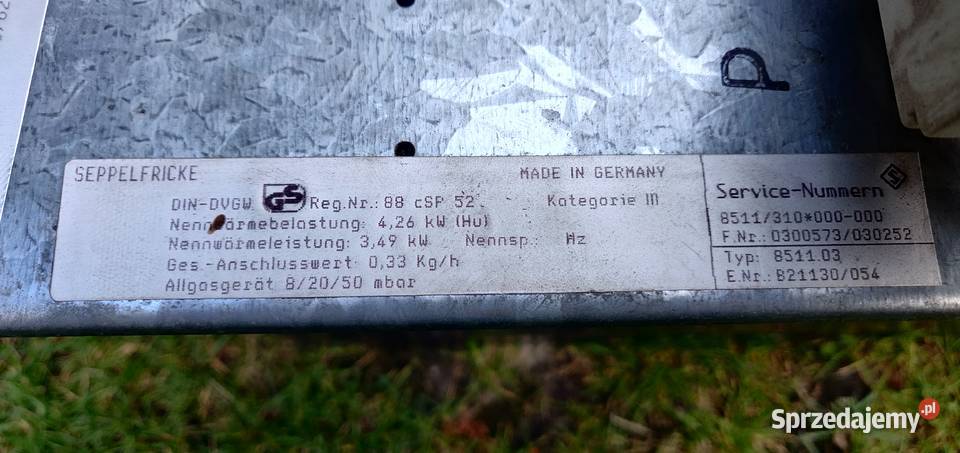 SEPPELFRICKE MADE IN GERMANY
DIN-DVGW GS Reg.Nr.: 88 cSP 52 Kategorie III
Nennwärmebelastung: 4,26 kW (Hu)
Nennwärmeleistung: 3,49 kW Nennsp.: Hz
Ges.-Anschlusswert: 0,33 Kg/h
Allgasgerät 8/20/50 mbar
Service-Nummern S
8511/310*000-000
F.Nr.: 0300573/030252
Typ: 8511.03
E.Nr.: B21130/054
P
Sprzedajemy.pl